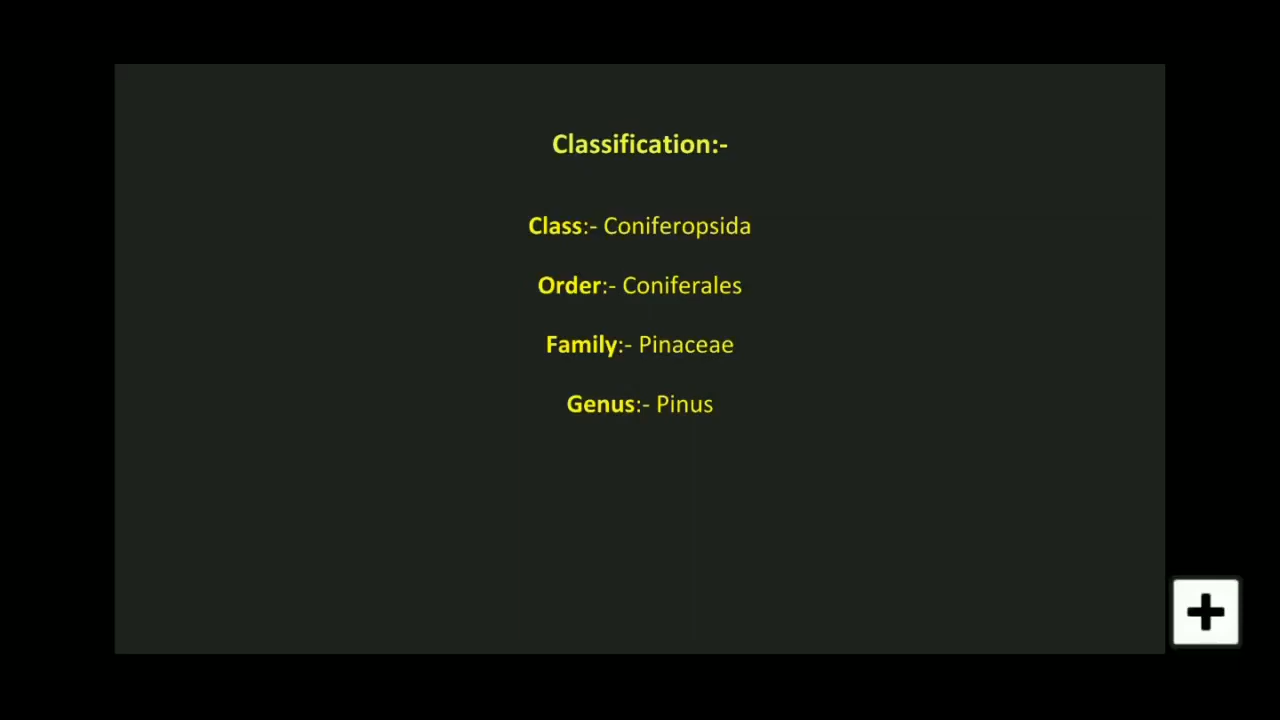 Classification:-
Class:- Coniferopsida
Order:- Coniferales
Family:- Pinaceae
Genus:- Pinus